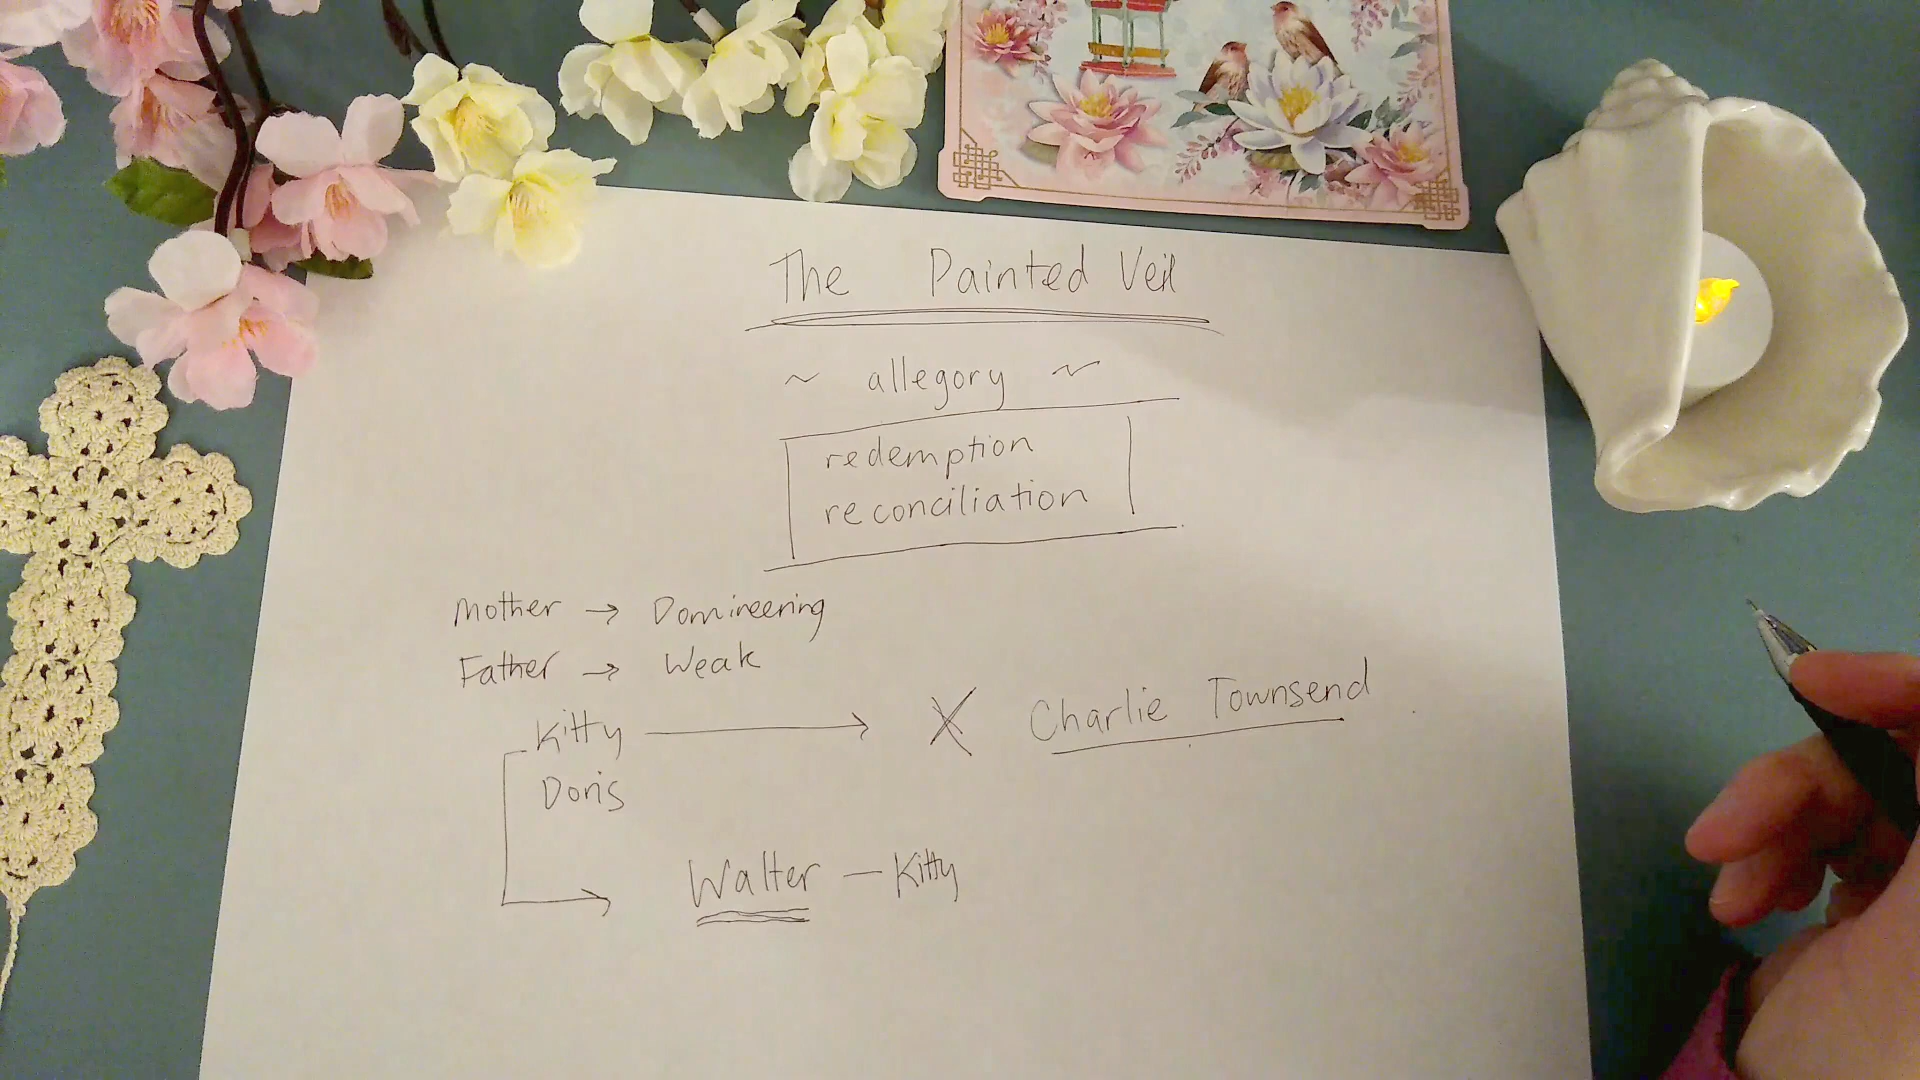 The Painted Veil
~ allegory ~
redemption
reconciliation
Mother → Domineering
Father → Weak
Kitty → X Charlie Townsend
Doris
→ Walter — Kitty